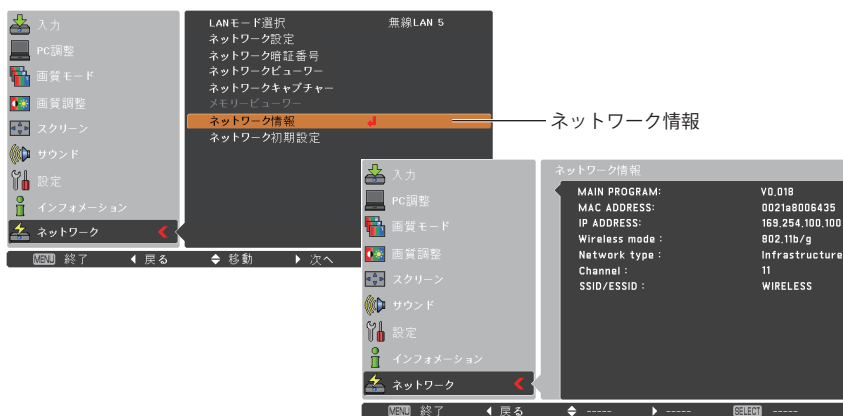 入力
PC調整
画質モード
画質調整
スクリーン
サウンド
設定
インフォメーション
ネットワーク
LANモード選択 無線LAN 5
ネットワーク設定
ネットワーク暗証番号
ネットワークビューワー
ネットワークキャプチャー
メモリービューワー
ネットワーク情報
ネットワーク初期設定
MENU 終了 戻る 移動 次へ
ネットワーク情報
入力
PC調整
画質モード
画質調整
スクリーン
サウンド
設定
インフォメーション
ネットワーク
ネットワーク情報
MAIN PROGRAM: V0.018
MAC ADDRESS: 0021a8006435
IP ADDRESS: 169.254.100.100
Wireless mode : 802.11b/g
Network type : Infrastructure
Channel : 11
SSID/ESSID : WIRELESS
MENU 終了 戻る ----- ----- SELECT -----